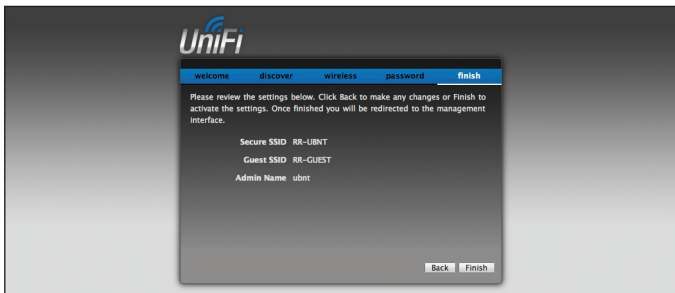 UniFi
welcome discover wireless password finish
Please review the settings below. Click Back to make any changes or Finish to
activate the settings. Once finished you will be redirected to the management
interface.
Secure SSID RR-UBNT
Guest SSID RR-GUEST
Admin Name ubnt
Back Finish